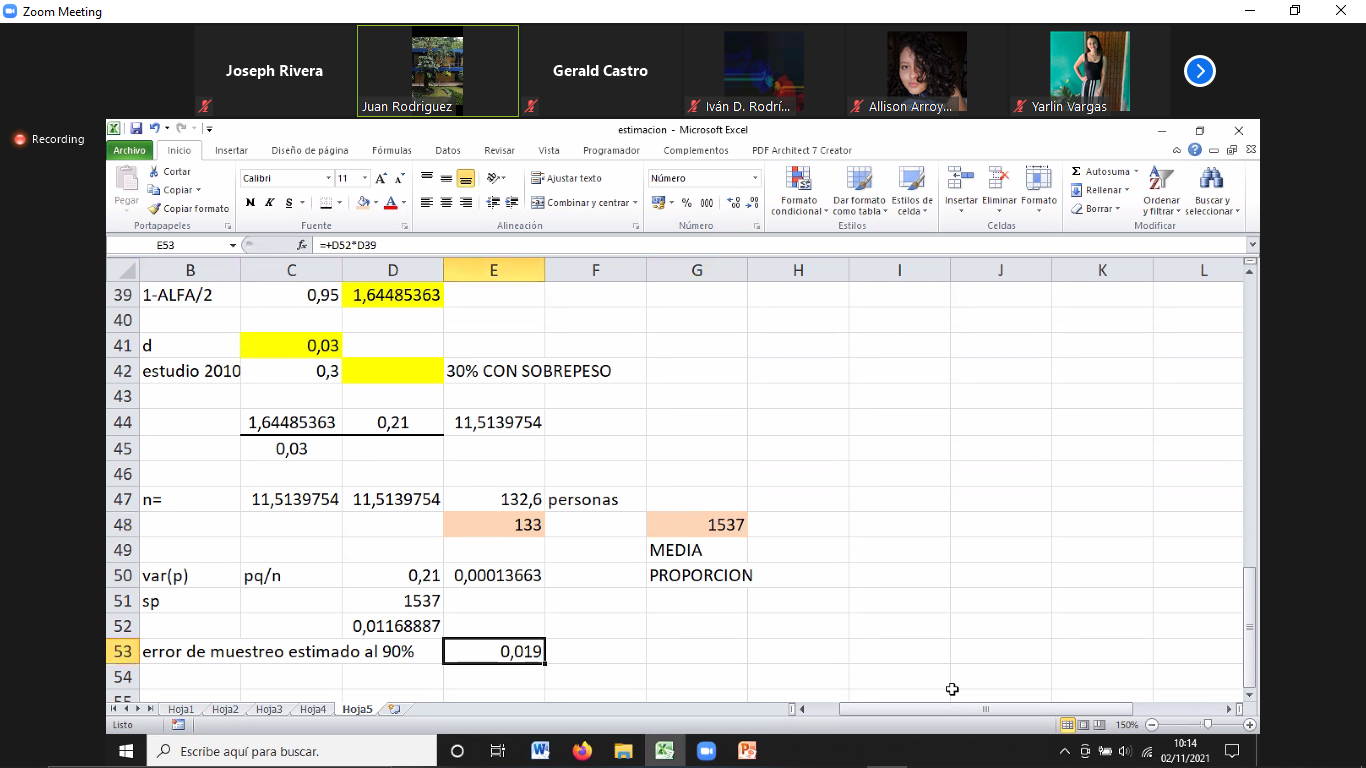 Zoom Meeting
Joseph Rivera
Juan Rodriguez
Gerald Castro
Iván D. Rodrí...
Allison Arroy...
Yarlin Vargas
Recording
estimacion - Microsoft Excel
Archivo Inicio Insertar Diseño de página Fórmulas Datos Revisar Vista Programador Complementos PDF Architect 7 Creator
Pegar
Cortar
Copiar
Copiar formato
Portapapeles
Calibri 11
N K S
Fuente
Ajustar texto
Combinar y centrar
Alineación
Número
% 000
Número
Formato condicional
Dar formato como tabla
Estilos de celda
Estilos
Insertar Eliminar Formato
Celdas
Autosuma
Rellenar
Borrar
Ordenar y filtrar
Buscar y seleccionar
Modificar
E53 fx =+D52*D39
B C D E F G H I J K L
39 1-ALFA/2 0,95 1,64485363
40
41 d 0,03
42 estudio 2010 0,3 30% CON SOBREPESO
43
44 1,64485363 0,21 11,5139754
45 0,03
46
47 n= 11,5139754 11,5139754 132,6 personas
48 133 1537
49 MEDIA
50 var(p) pq/n 0,21 0,00013663 PROPORCION
51 sp 1537
52 0,01168887
53 error de muestreo estimado al 90% 0,019
54
55
Hoja1 Hoja2 Hoja3 Hoja4 Hoja5
Listo 150%
Escribe aquí para buscar.
10:14
02/11/2021